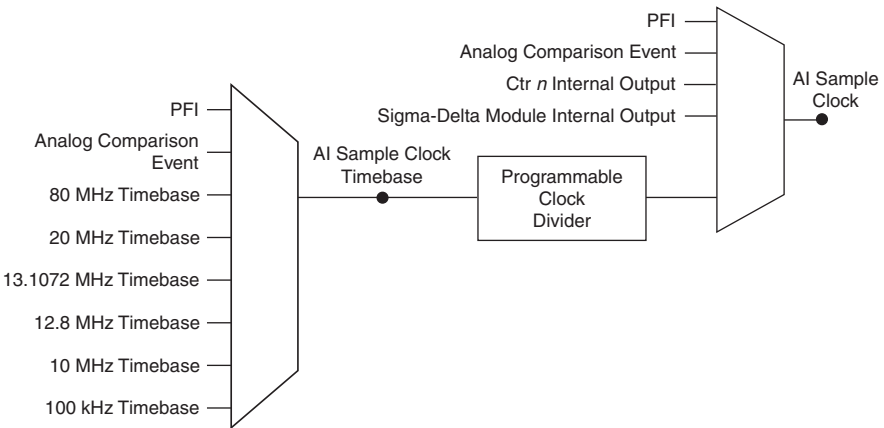 PFI
Analog Comparison Event
Ctr n Internal Output
Sigma-Delta Module Internal Output
AI Sample
Clock
PFI
Analog Comparison
Event
80 MHz Timebase
20 MHz Timebase
13.1072 MHz Timebase
12.8 MHz Timebase
10 MHz Timebase
100 kHz Timebase
AI Sample Clock
Timebase
Programmable
Clock
Divider